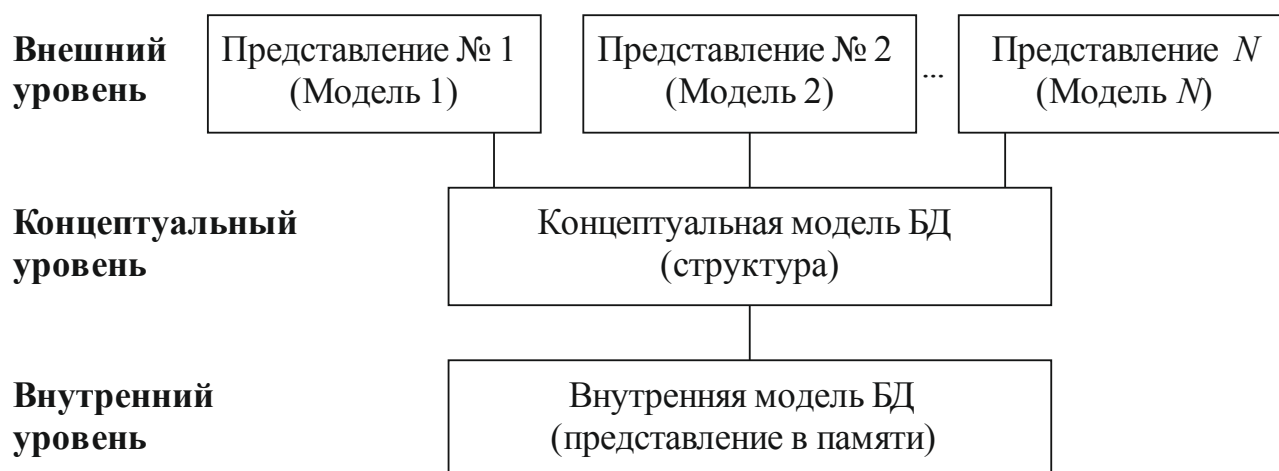 Внешний
уровень
Представление № 1
(Модель 1)
Представление № 2
(Модель 2)
...
Представление N
(Модель N)
Концептуальный
уровень
Концептуальная модель БД
(структура)
Внутренний
уровень
Внутренняя модель БД
(представление в памяти)